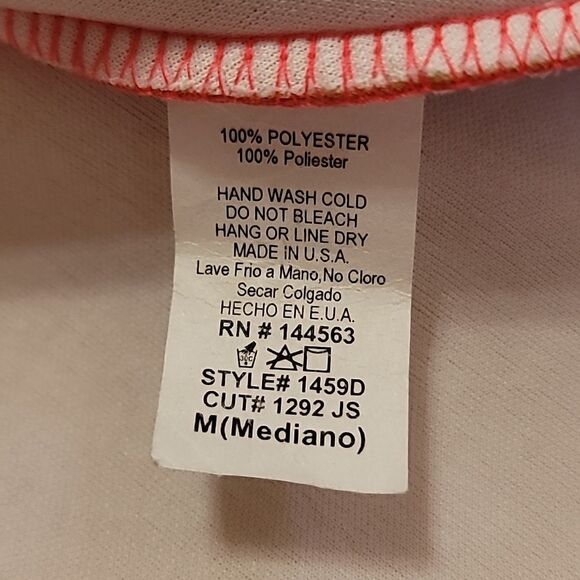 100% POLYESTER
100% Poliester
HAND WASH COLD
DO NOT BLEACH
HANG OR LINE DRY
MADE iN U.S.A.
Lave Frio a Mano,No Cloro
Secar Colgado
HECHO EN E.U.A.
RN # 144563
STYLE# 1459D
CUT# 1292 JS
M(Mediano)